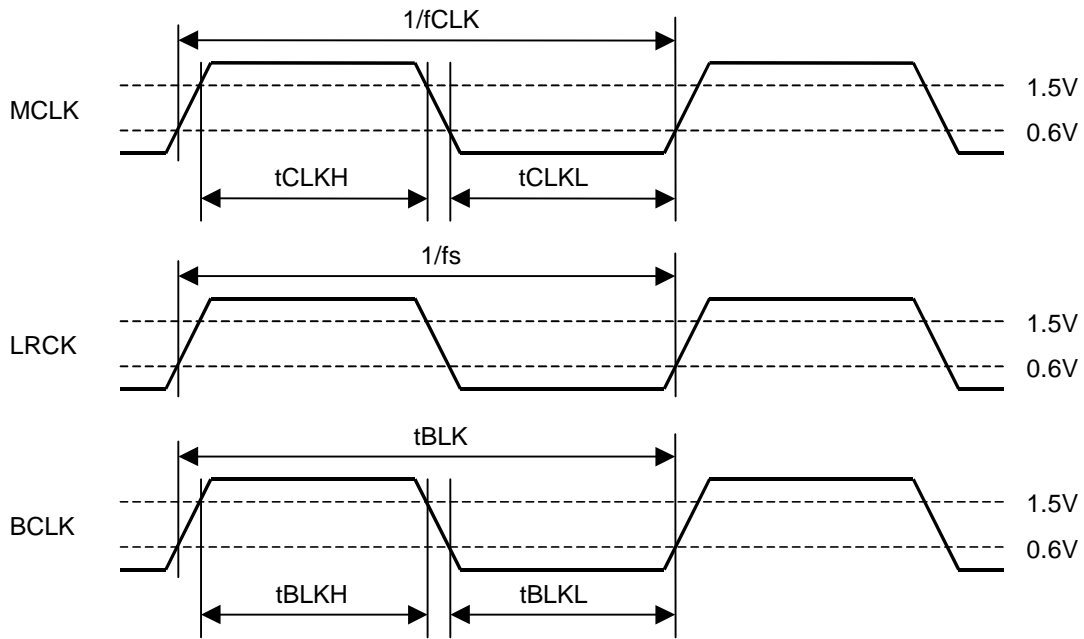 1/fCLK
MCLK
1.5V
0.6V
tCLKH
tCLKL
1/fs
LRCK
1.5V
0.6V
tBLK
BCLK
1.5V
0.6V
tBLKH
tBLKL